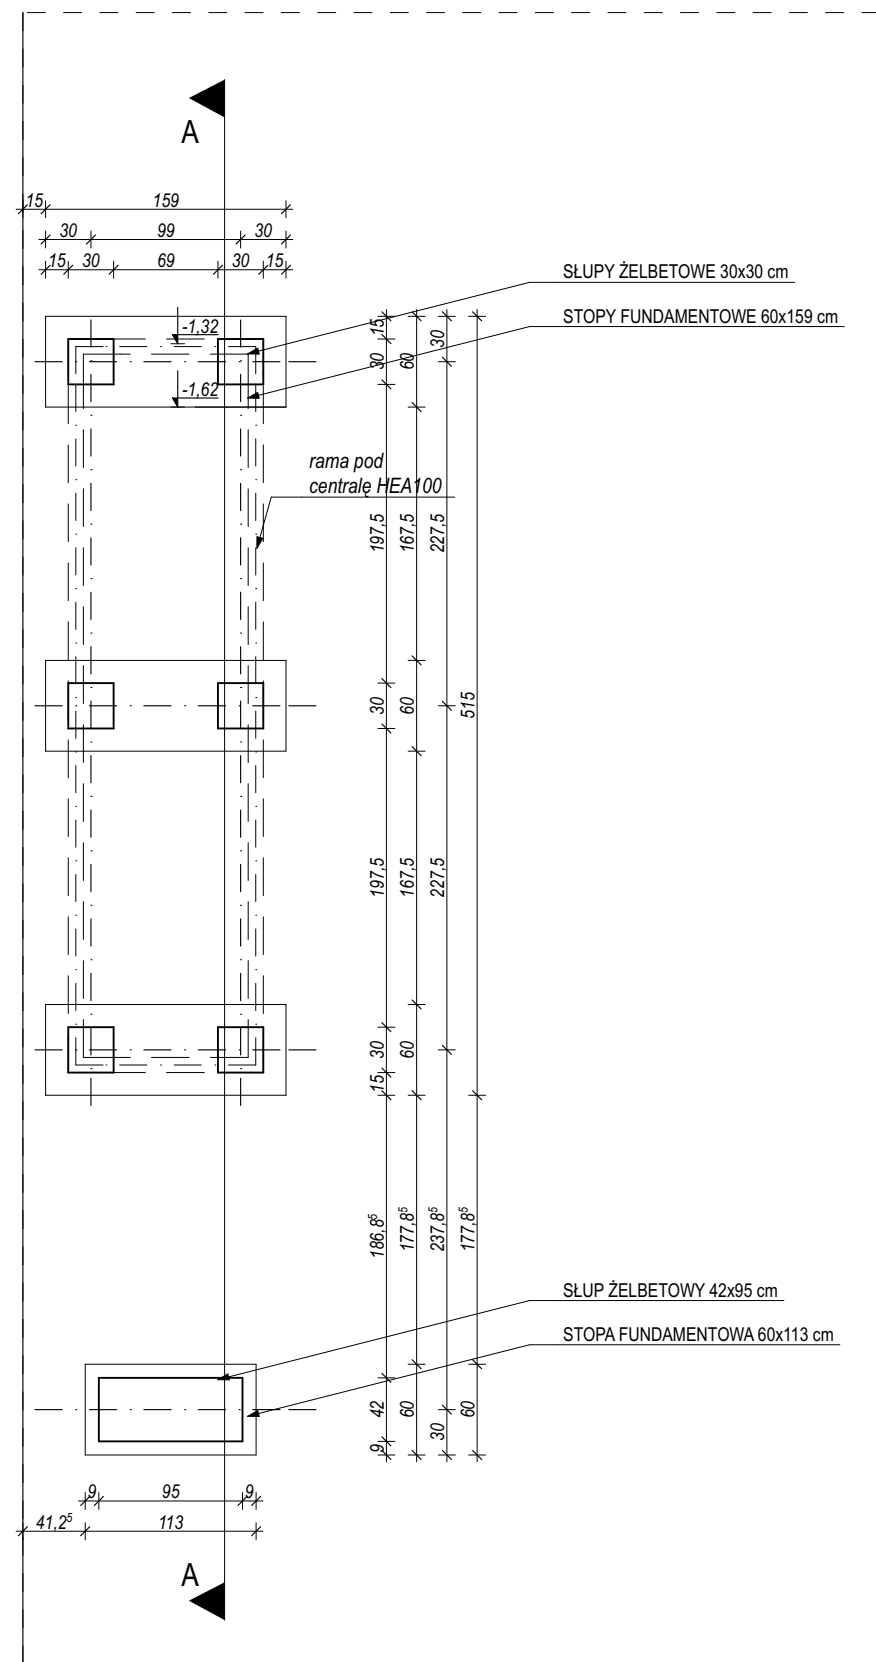 A
15 159
30 99 30
15 30 69 30 15
SŁUPY ŻELBETOWE 30x30 cm
STOPY FUNDAMENTOWE 60x159 cm
-1,32
-1,62
15
30
60
30
rama pod
centralę HEA100
197,5
167,5
227,5
30
60
515
197,5
167,5
227,5
30
60
15
186,8⁵
177,8⁵
237,8⁵
177,8⁵
SŁUP ŻELBETOWY 42x95 cm
STOPA FUNDAMENTOWA 60x113 cm
42
60
60
30
9
9 95 9
41,2⁵ 113
A